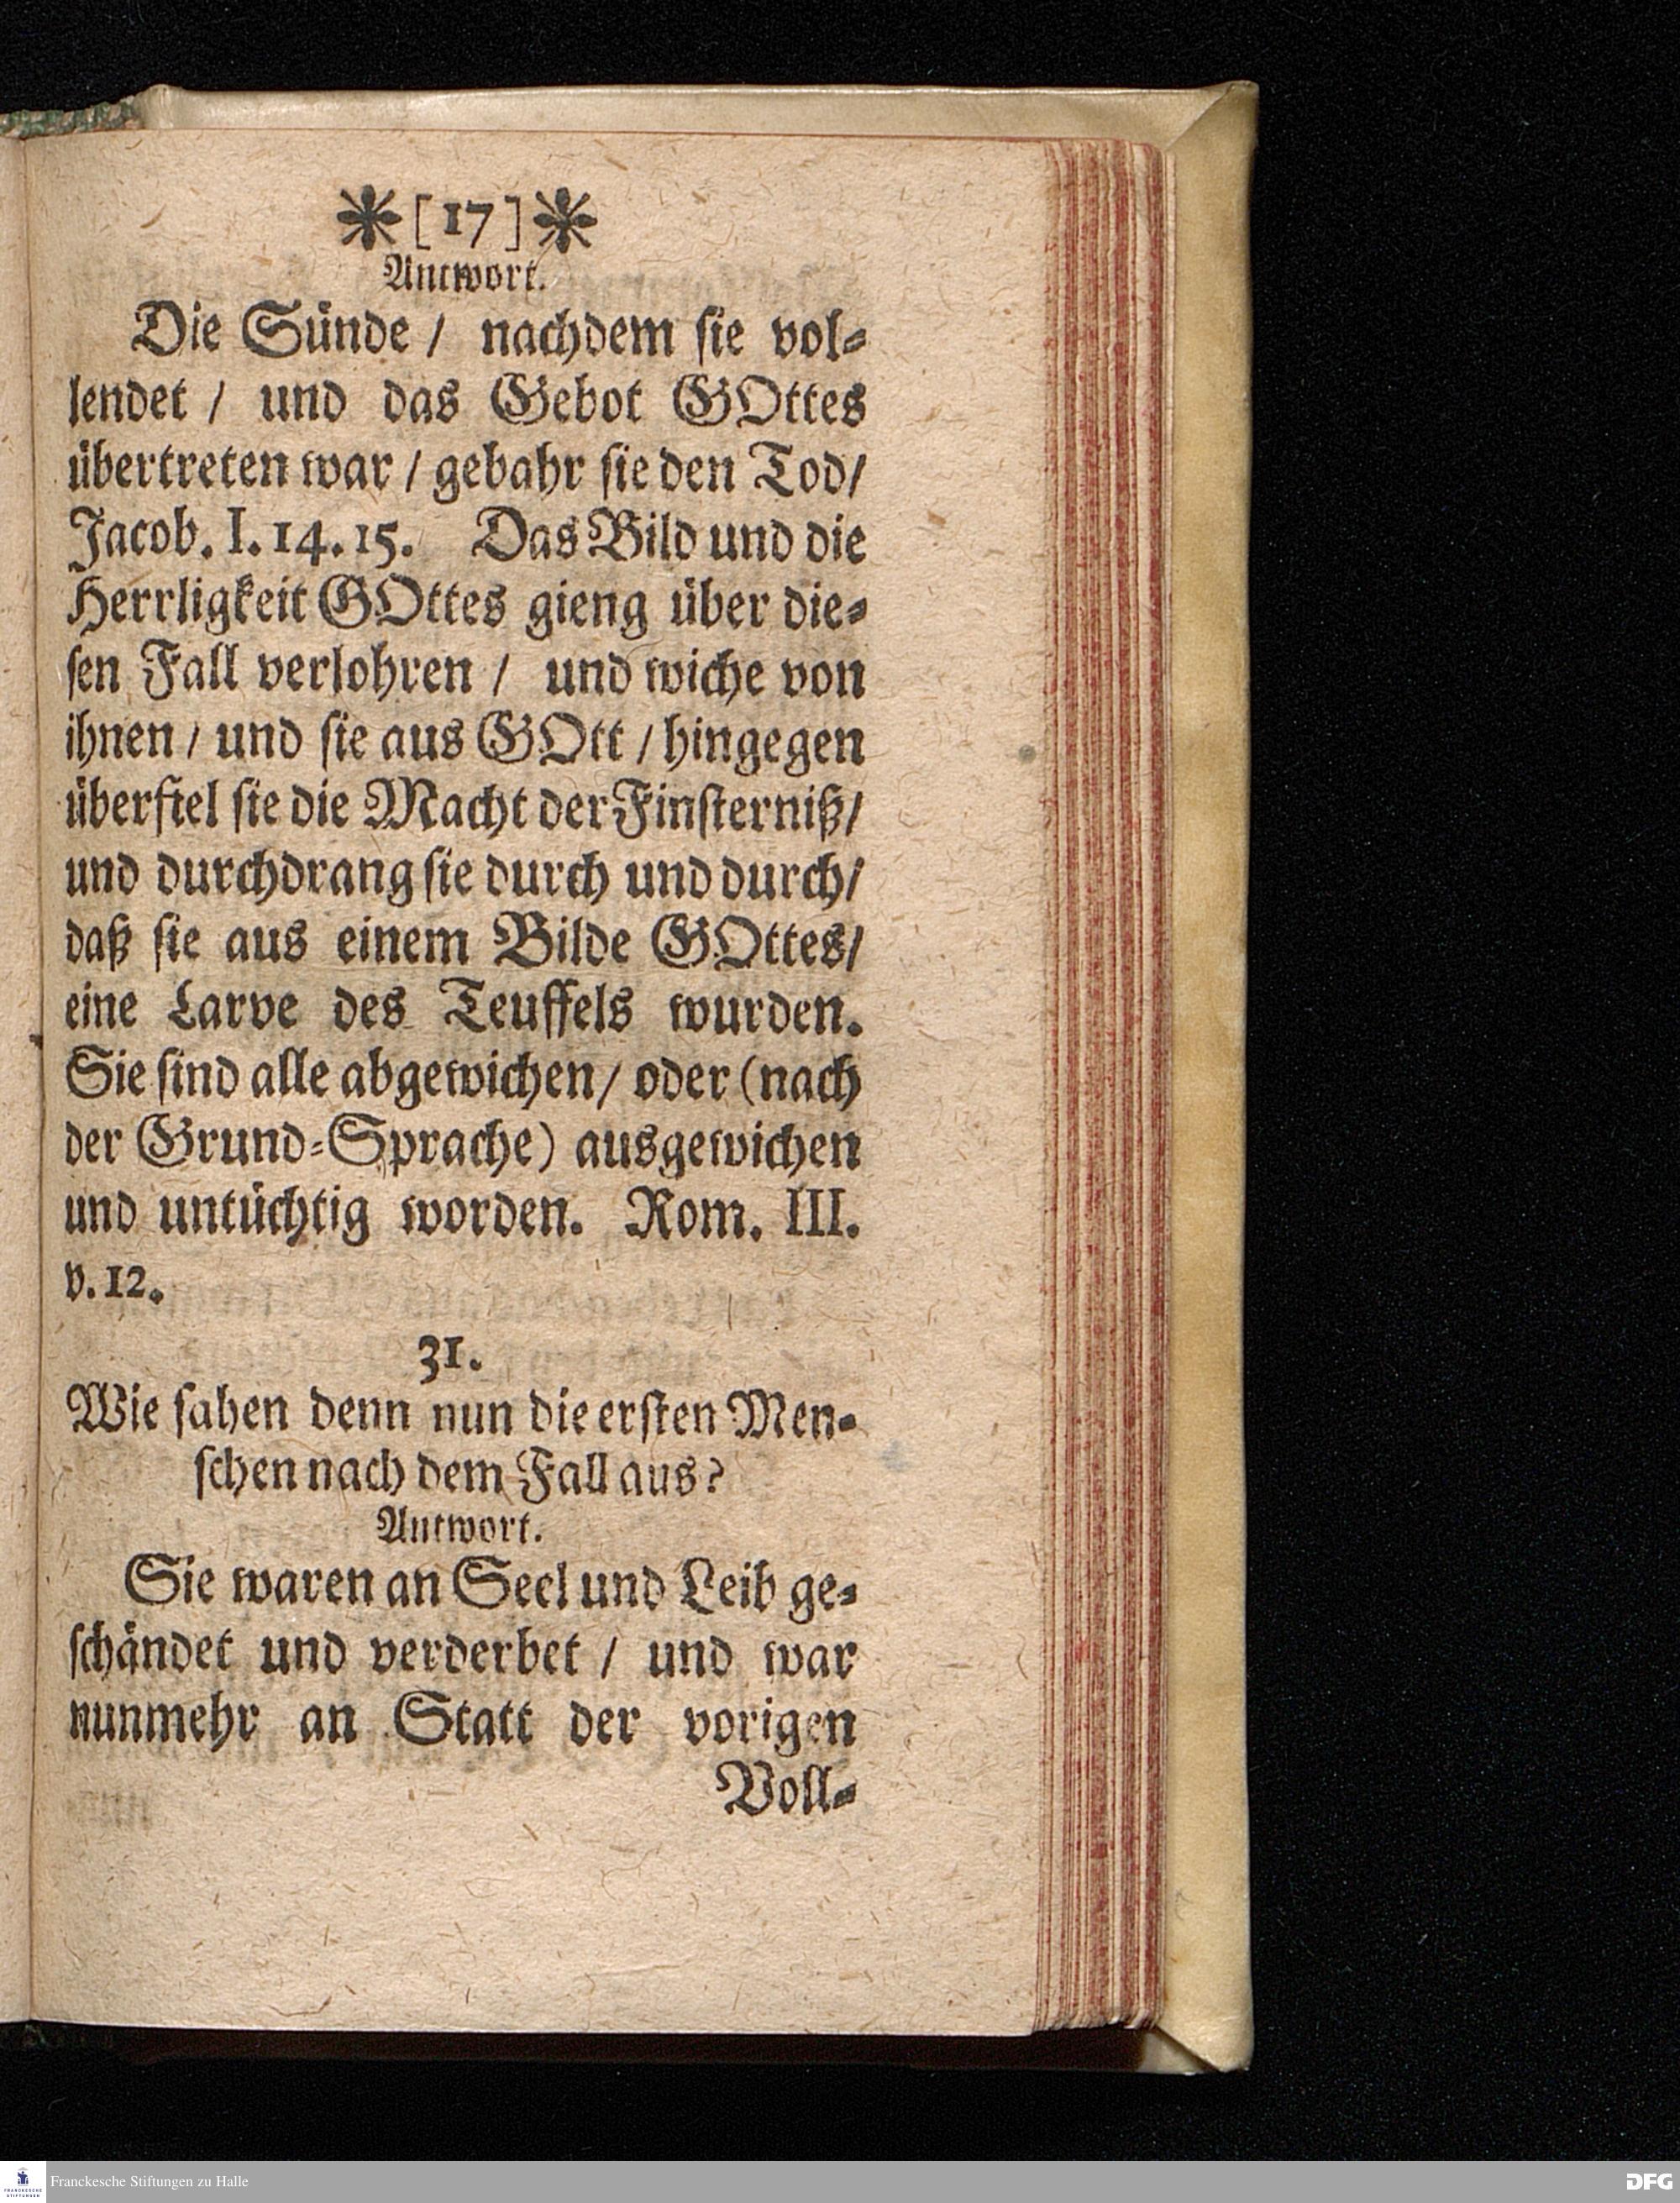 *[17]*
Antwort.
Die Sünde / nachdem sie vol-
lendet / und das Gebot GOttes
übertreten war / gebahr sie den Tod/
Jacob. I. 14. 15. Das Bild und die
Herrligkeit GOttes gieng über die-
sen Fall verlohren / und wiche von
ihnen / und sie aus GOtt / hingegen
überfiel sie die Macht der Finsterniß/
und durchdrang sie durch und durch/
daß sie aus einem Bilde GOttes/
eine Larve des Teuffels wurden.
Sie sind alle abgewichen/ oder (nach
der Grund-Sprache) ausgewichen
und untüchtig worden. Rom. III.
v. 12.
31.
Wie sahen denn nun die ersten Men-
schen nach dem Fall aus?
Antwort.
Sie waren an Seel und Leib ge-
schändet und verderbet / und war
nunmehr an Statt der vorigen
Voll-
Franckesche Stiftungen zu Halle
FRANCKESCHE
STIFTUNGEN
DFG